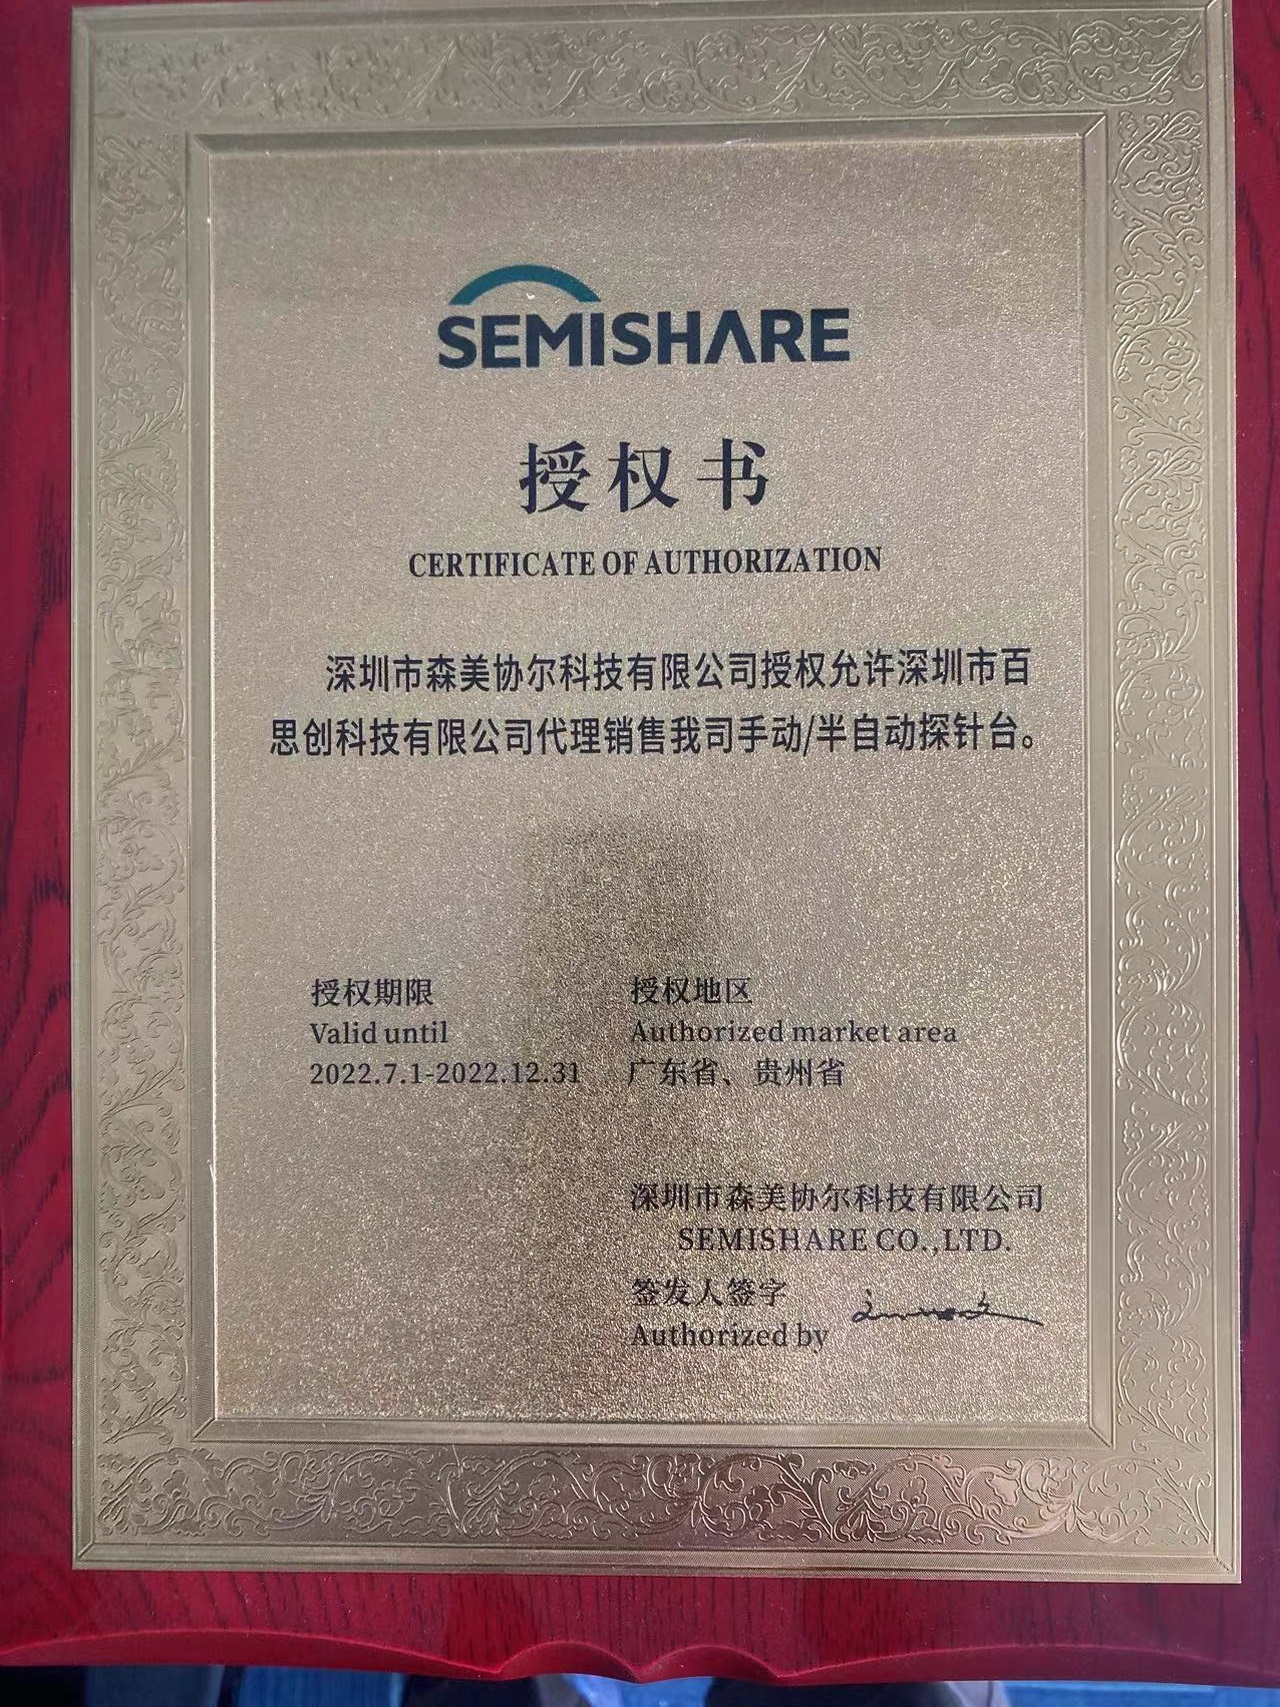 SEMISHARE
授权书
CERTIFICATE OF AUTHORIZATION
深圳市森美协尔科技有限公司授权允许深圳市百
思创科技有限公司代理销售我司手动/半自动探针台。
授权期限
Valid until
2022.7.1-2022.12.31
授权地区
Authorized market area
广东省、贵州省
深圳市森美协尔科技有限公司
SEMISHARE CO.,LTD.
签发人签字
Authorized by